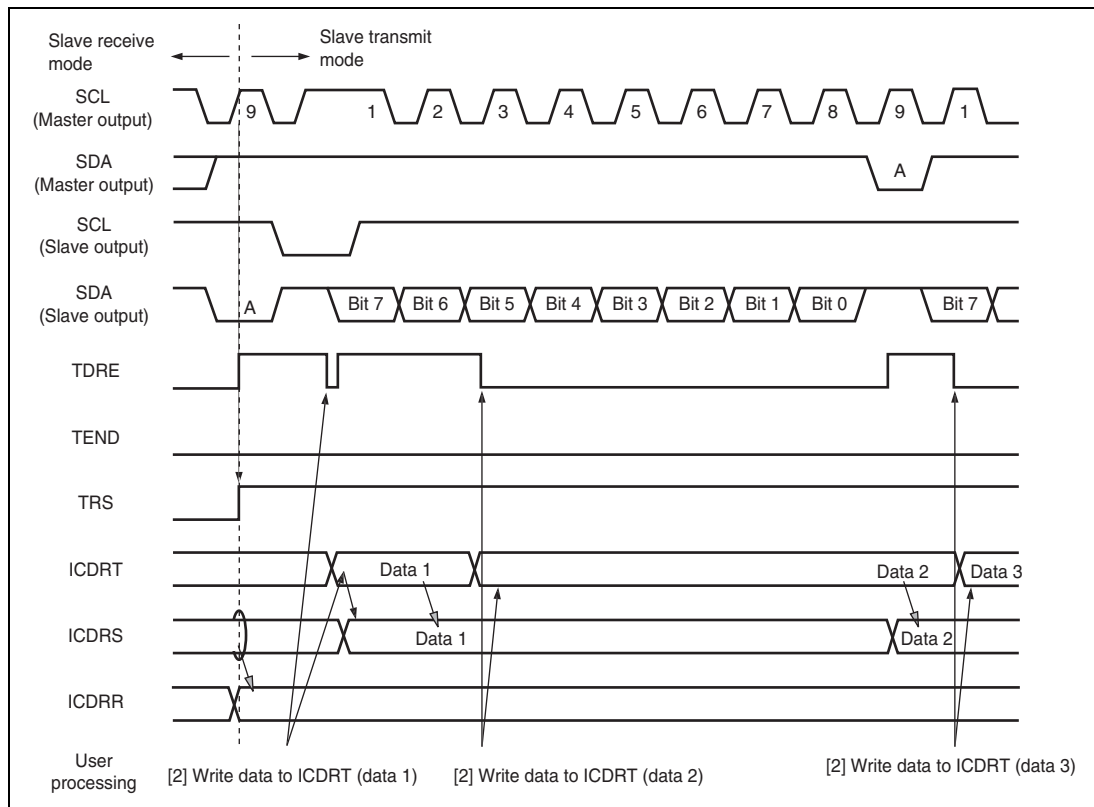 Slave receive
mode
Slave transmit
mode
SCL
(Master output)
9 1 2 3 4 5 6 7 8 9 1
SDA
(Master output)
A
SCL
(Slave output)
SDA
(Slave output)
A Bit 7 Bit 6 Bit 5 Bit 4 Bit 3 Bit 2 Bit 1 Bit 0 Bit 7
TDRE
TEND
TRS
ICDRT
Data 1 Data 2 Data 3
ICDRS
Data 1 Data 2
ICDRR
User
processing
[2] Write data to ICDRT (data 1) [2] Write data to ICDRT (data 2) [2] Write data to ICDRT (data 3)